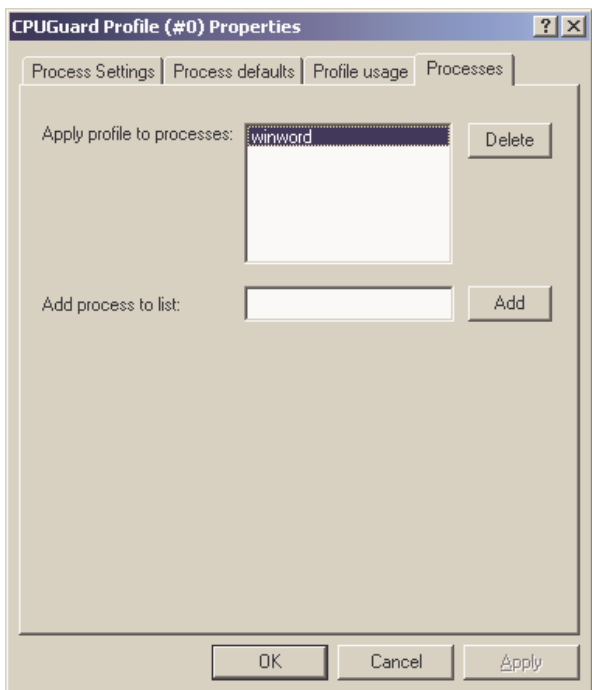 CPUGuard Profile (#0) Properties
Process Settings Process defaults Profile usage Processes
Apply profile to processes: winword Delete
Add process to list: Add
OK Cancel Apply